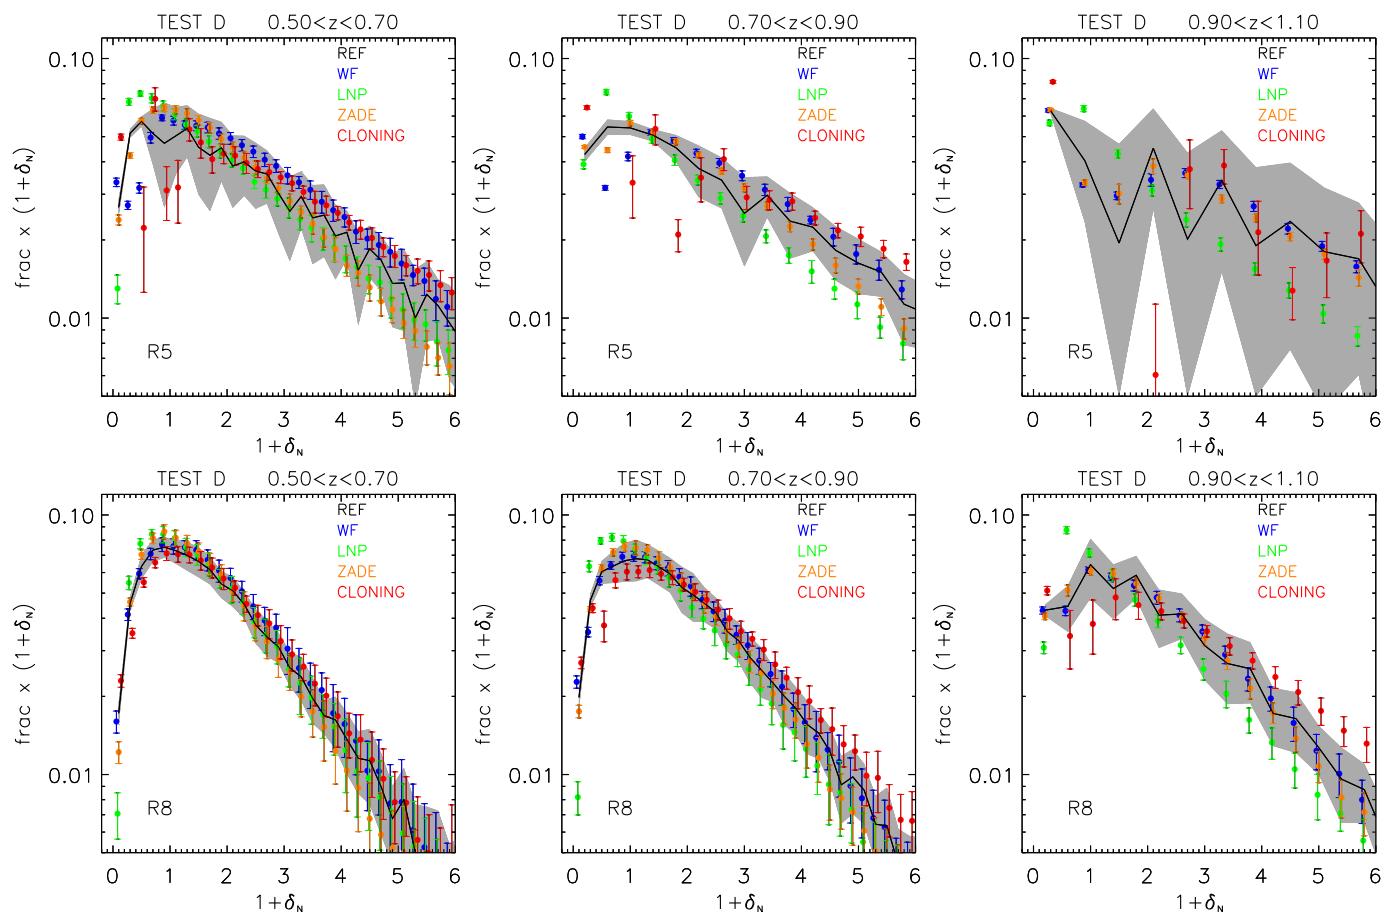 TEST D 0.50<z<0.70
0.10
0.01
frac x (1+δN)
REF
WF
LNP
ZADE
CLONING
R5
0 1 2 3 4 5 6
1+δN
TEST D 0.70<z<0.90
0.10
0.01
frac x (1+δN)
REF
WF
LNP
ZADE
CLONING
R5
0 1 2 3 4 5 6
1+δN
TEST D 0.90<z<1.10
0.10
0.01
frac x (1+δN)
REF
WF
LNP
ZADE
CLONING
R5
0 1 2 3 4 5 6
1+δN
TEST D 0.50<z<0.70
0.10
0.01
frac x (1+δN)
REF
WF
LNP
ZADE
CLONING
R8
0 1 2 3 4 5 6
1+δN
TEST D 0.70<z<0.90
0.10
0.01
frac x (1+δN)
REF
WF
LNP
ZADE
CLONING
R8
0 1 2 3 4 5 6
1+δN
TEST D 0.90<z<1.10
0.10
0.01
frac x (1+δN)
REF
WF
LNP
ZADE
CLONING
R8
0 1 2 3 4 5 6
1+δN